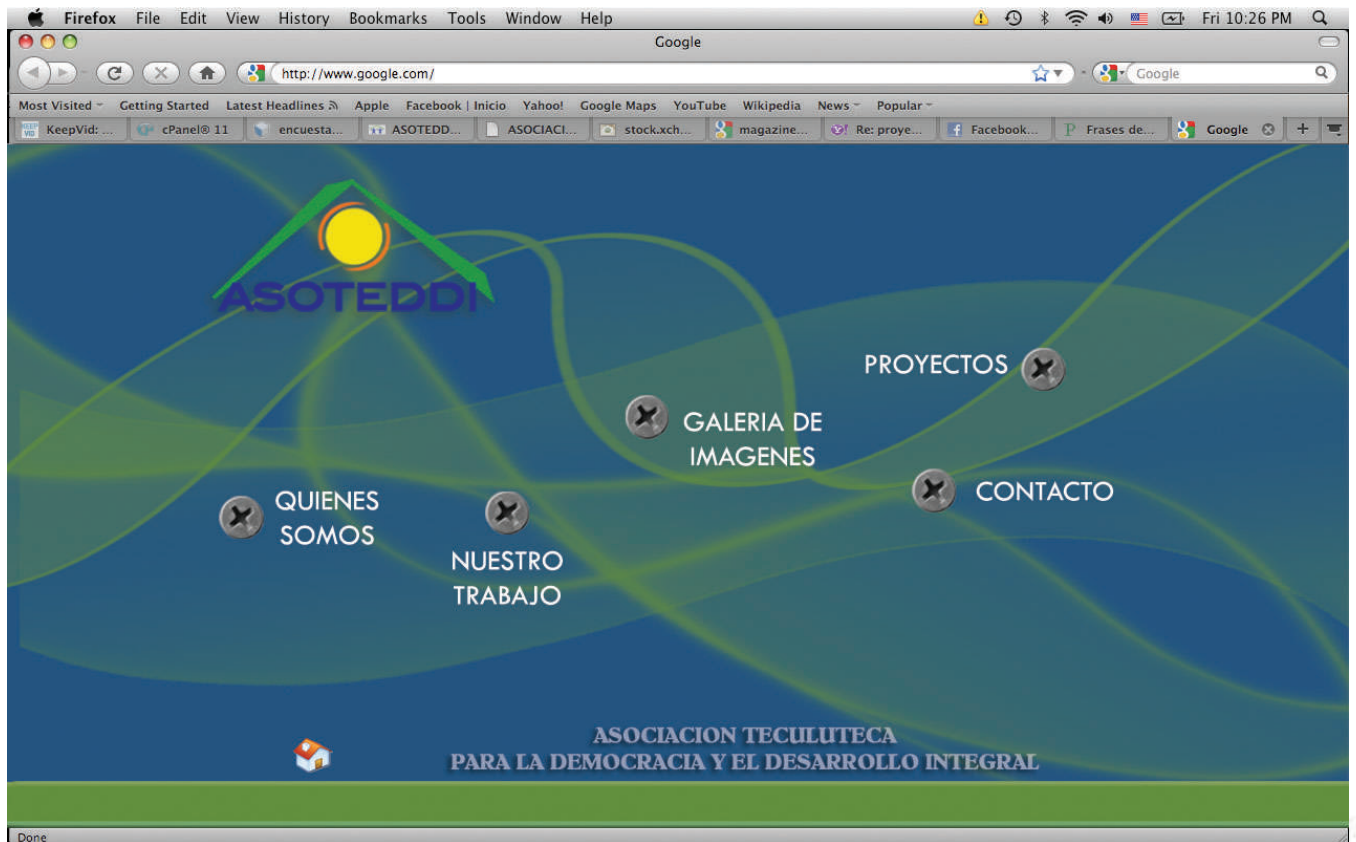 Firefox File Edit View History Bookmarks Tools Window Help Fri 10:26 PM
Google
http://www.google.com/ Google
Most Visited Getting Started Latest Headlines Apple Facebook | Inicio Yahoo! Google Maps YouTube Wikipedia News Popular
KeepVid: ... cPanel® 11 encuesta... ASOTEDD... ASOCIACI... stock.xch... magazine... Re: proye... Facebook... Frases de... Google
ASOTEDDI
PROYECTOS
GALERIA DE
IMAGENES
CONTACTO
QUIENES
SOMOS
NUESTRO
TRABAJO
ASOCIACION TECULUTECA
PARA LA DEMOCRACIA Y EL DESARROLLO INTEGRAL
Done